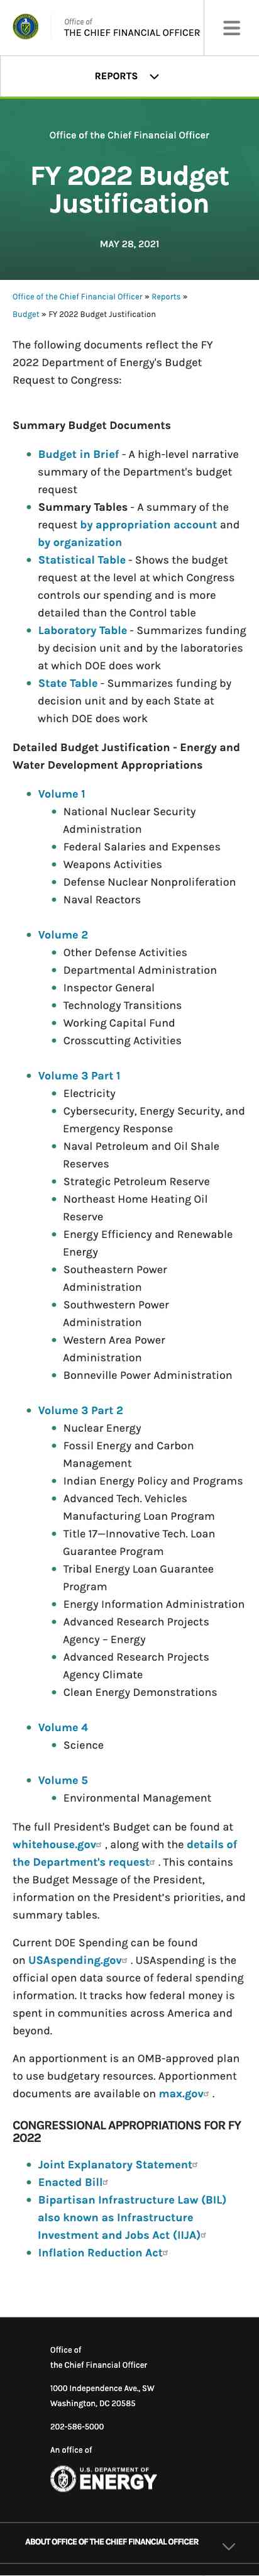 Office of
THE CHIEF FINANCIAL OFFICER
REPORTS
Office of the Chief Financial Officer
FY 2022 Budget
Justification
MAY 28, 2021
Office of the Chief Financial Officer » Reports »
Budget » FY 2022 Budget Justification
The following documents reflect the FY
2022 Department of Energy's Budget
Request to Congress:
Summary Budget Documents
Budget in Brief - A high-level narrative
summary of the Department's budget
request
Summary Tables - A summary of the
request by appropriation account and
by organization
Statistical Table - Shows the budget
request at the level at which Congress
controls our spending and is more
detailed than the Control table
Laboratory Table - Summarizes funding
by decision unit and by the laboratories
at which DOE does work
State Table - Summarizes funding by
decision unit and by each State at
which DOE does work
Detailed Budget Justification - Energy and
Water Development Appropriations
Volume 1
National Nuclear Security
Administration
Federal Salaries and Expenses
Weapons Activities
Defense Nuclear Nonproliferation
Naval Reactors
Volume 2
Other Defense Activities
Departmental Administration
Inspector General
Technology Transitions
Working Capital Fund
Crosscutting Activities
Volume 3 Part 1
Electricity
Cybersecurity, Energy Security, and
Emergency Response
Naval Petroleum and Oil Shale
Reserves
Strategic Petroleum Reserve
Northeast Home Heating Oil
Reserve
Energy Efficiency and Renewable
Energy
Southeastern Power
Administration
Southwestern Power
Administration
Western Area Power
Administration
Bonneville Power Administration
Volume 3 Part 2
Nuclear Energy
Fossil Energy and Carbon
Management
Indian Energy Policy and Programs
Advanced Tech. Vehicles
Manufacturing Loan Program
Title 17—Innovative Tech. Loan
Guarantee Program
Tribal Energy Loan Guarantee
Program
Energy Information Administration
Advanced Research Projects
Agency – Energy
Advanced Research Projects
Agency Climate
Clean Energy Demonstrations
Volume 4
Science
Volume 5
Environmental Management
The full President's Budget can be found at
whitehouse.gov , along with the details of
the Department's request . This contains
the Budget Message of the President,
information on the President’s priorities, and
summary tables.
Current DOE Spending can be found
on USAspending.gov . USAspending is the
official open data source of federal spending
information. It tracks how federal money is
spent in communities across America and
beyond.
An apportionment is an OMB-approved plan
to use budgetary resources. Apportionment
documents are available on max.gov .
CONGRESSIONAL APPROPRIATIONS FOR FY
2022
Joint Explanatory Statement
Enacted Bill
Bipartisan Infrastructure Law (BIL)
also known as Infrastructure
Investment and Jobs Act (IIJA)
Inflation Reduction Act
Office of
the Chief Financial Officer
1000 Independence Ave., SW
Washington, DC 20585
202-586-5000
An office of
U.S. DEPARTMENT OF
ENERGY
ABOUT OFFICE OF THE CHIEF FINANCIAL OFFICER